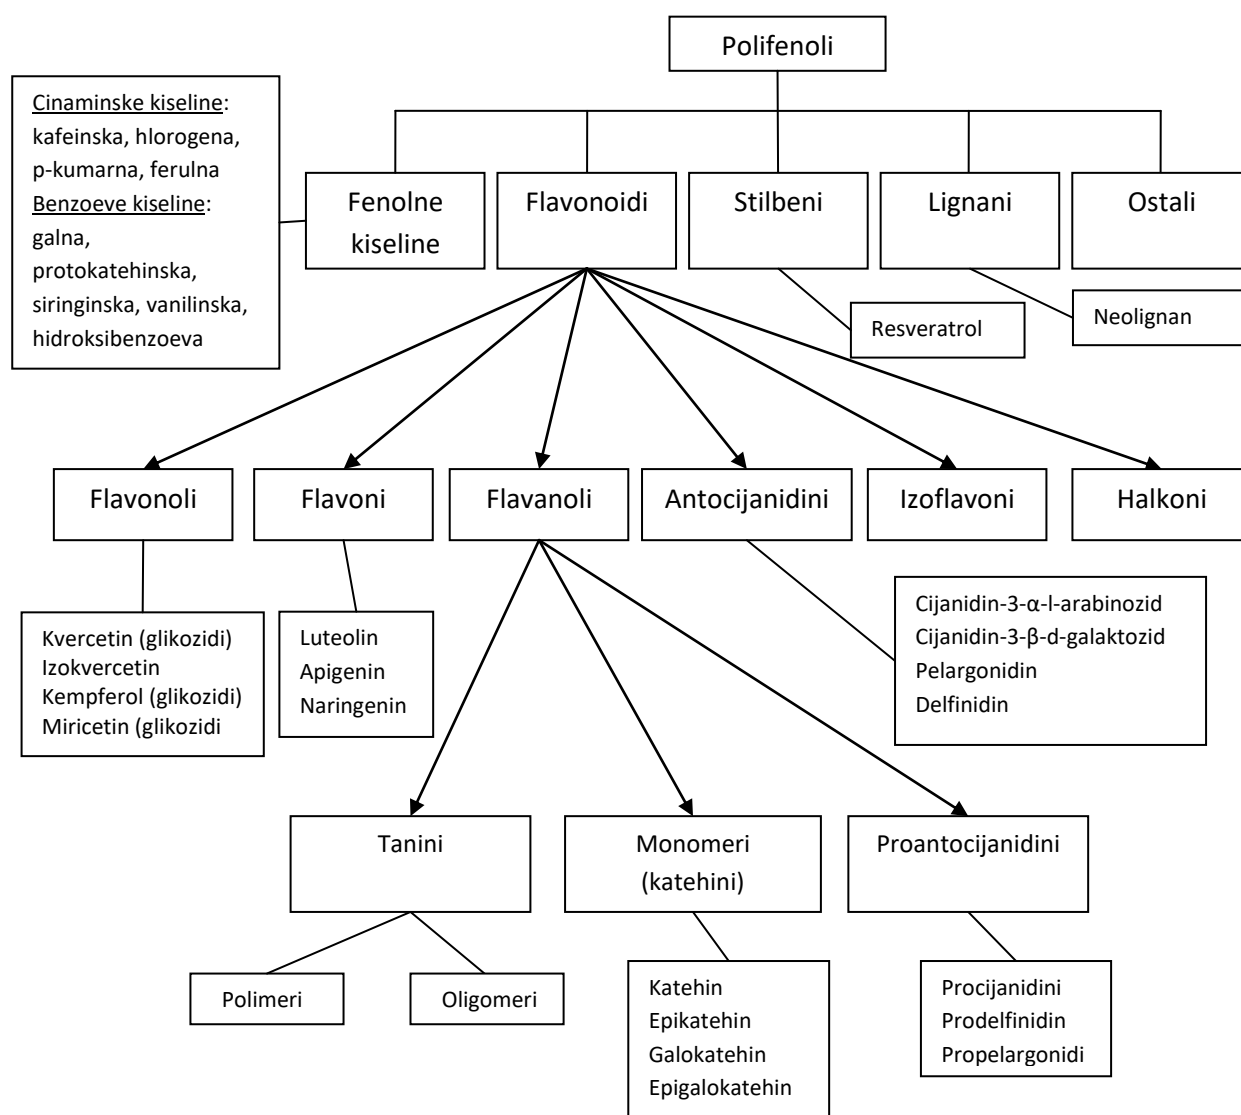 Polifenoli
Cinaminske kiseline:
kafeinska, hlorogena,
p-kumarna, ferulna
Benzoeve kiseline:
galna,
protokatehinska,
siringinska, vanilinska,
hidroksibenzoeva
Fenolne
kiseline
Flavonoidi
Stilbeni
Lignani
Ostali
Resveratrol
Neolignan
Flavonoli
Flavoni
Flavanoli
Antocijanidini
Izoflavoni
Halkoni
Kvercetin (glikozidi)
Izokvercetin
Kempferol (glikozidi)
Miricetin (glikozidi
Luteolin
Apigenin
Naringenin
Cijanidin-3-α-l-arabinozid
Cijanidin-3-β-d-galaktozid
Pelargonidin
Delfinidin
Tanini
Monomeri
(katehini)
Proantocijanidini
Polimeri
Oligomeri
Katehin
Epikatehin
Galokatehin
Epigalokatehin
Procijanidini
Prodelfinidin
Propelargonidi